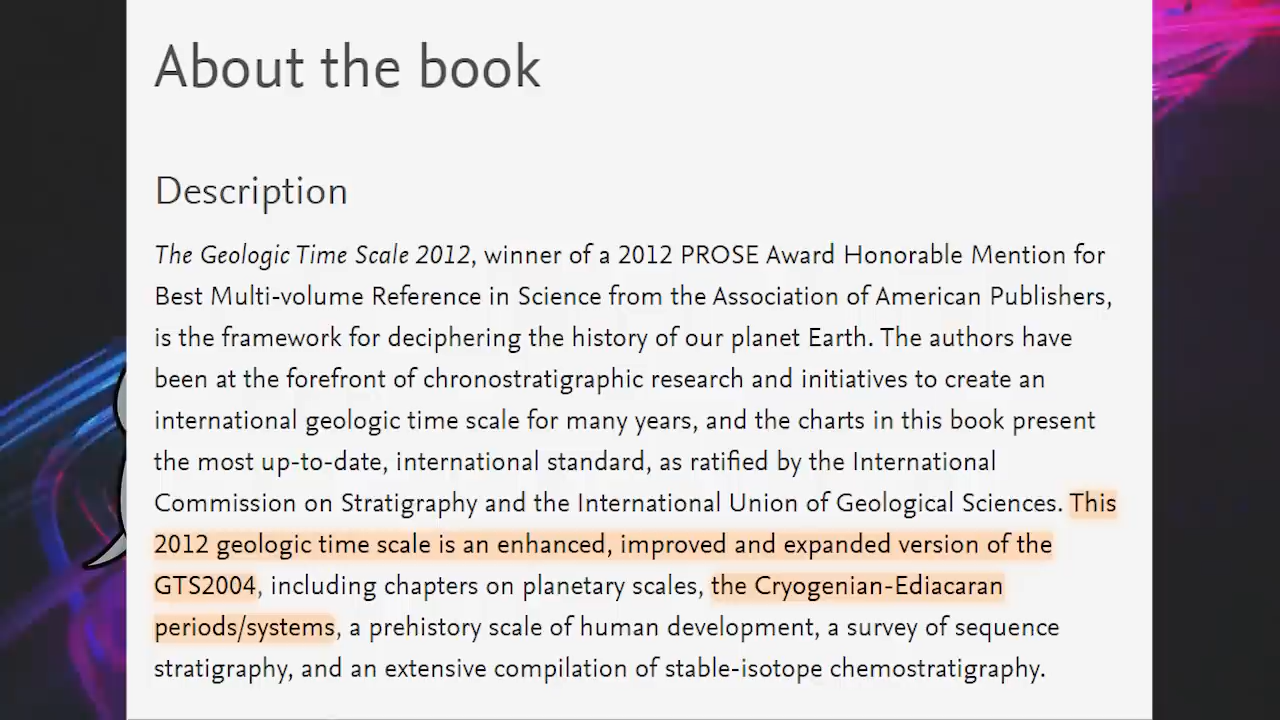 About the book
Description
The Geologic Time Scale 2012, winner of a 2012 PROSE Award Honorable Mention for
Best Multi-volume Reference in Science from the Association of American Publishers,
is the framework for deciphering the history of our planet Earth. The authors have
been at the forefront of chronostratigraphic research and initiatives to create an
international geologic time scale for many years, and the charts in this book present
the most up-to-date, international standard, as ratified by the International
Commission on Stratigraphy and the International Union of Geological Sciences. This
2012 geologic time scale is an enhanced, improved and expanded version of the
GTS2004, including chapters on planetary scales, the Cryogenian-Ediacaran
periods/systems, a prehistory scale of human development, a survey of sequence
stratigraphy, and an extensive compilation of stable-isotope chemostratigraphy.